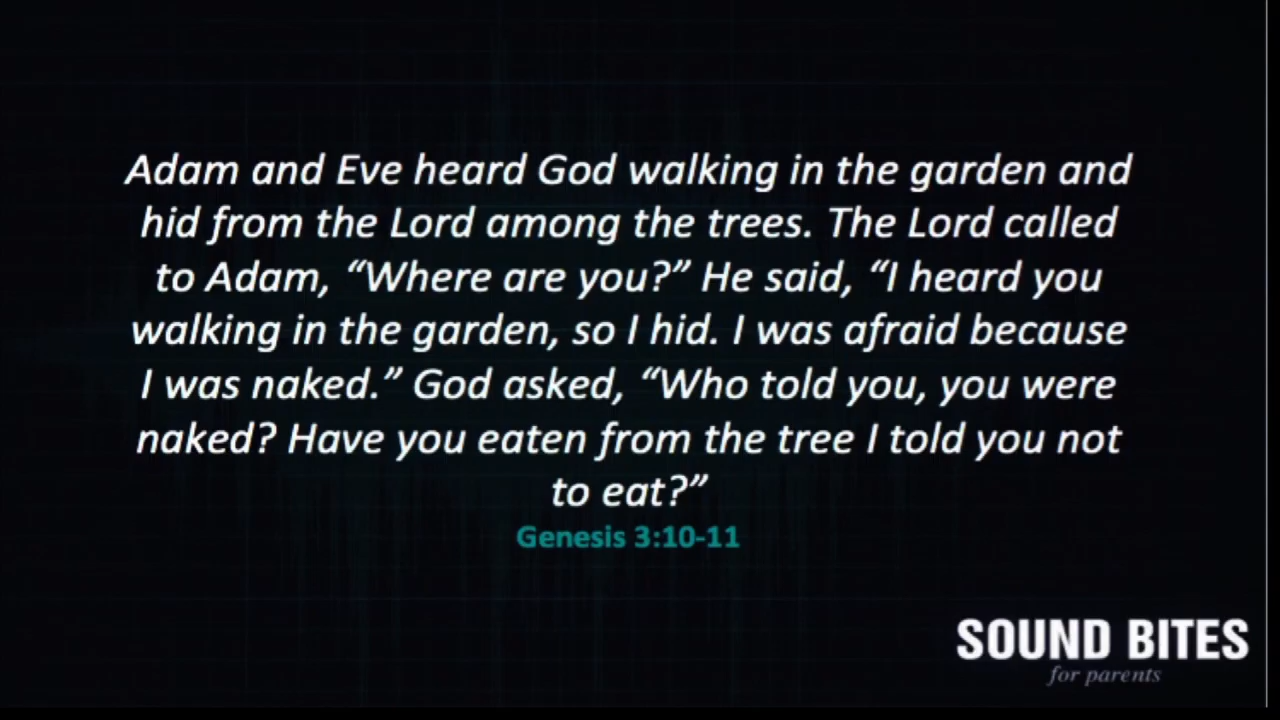 Adam and Eve heard God walking in the garden and
hid from the Lord among the trees. The Lord called
to Adam, “Where are you?” He said, “I heard you
walking in the garden, so I hid. I was afraid because
I was naked.” God asked, “Who told you, you were
naked? Have you eaten from the tree I told you not
to eat?”
Genesis 3:10-11
SOUND BITES
for parents